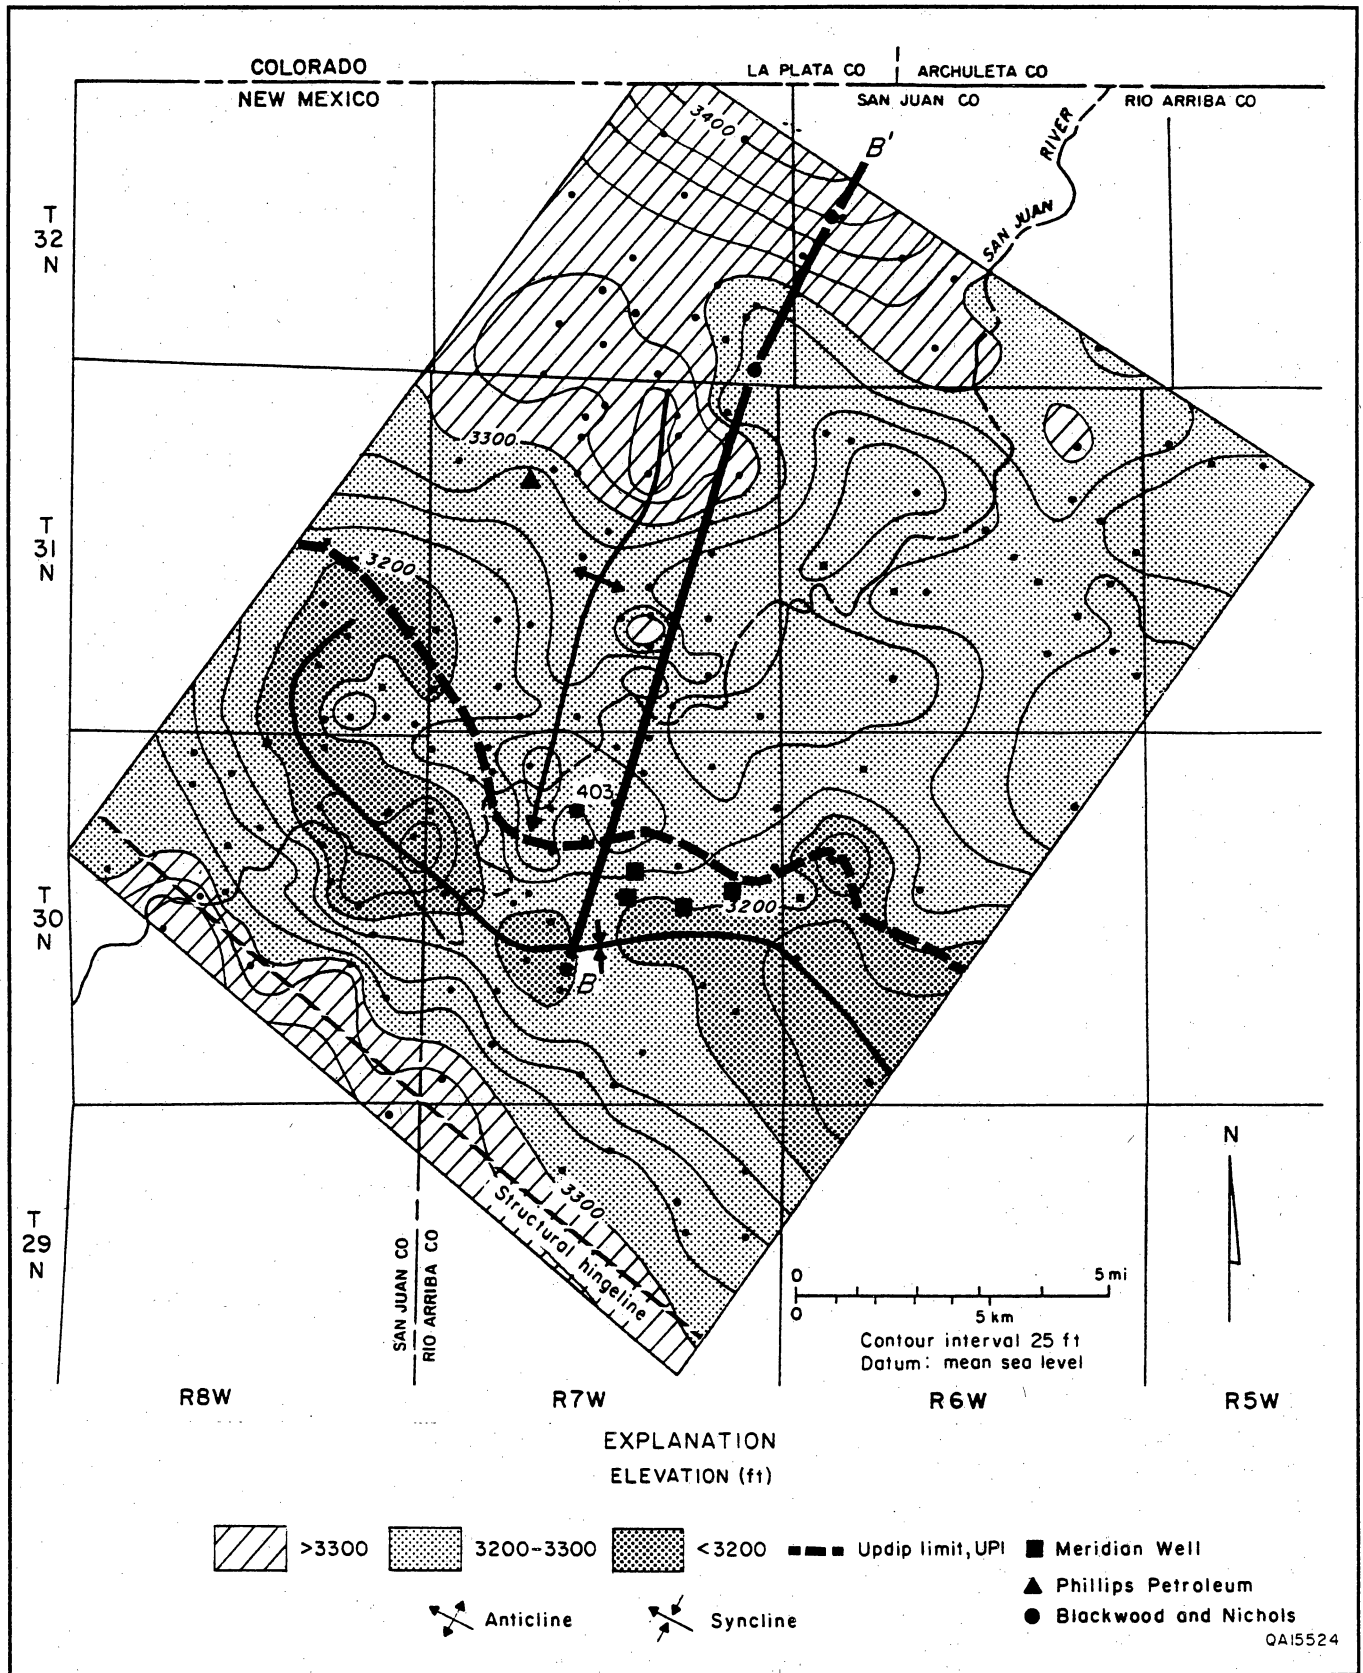 COLORADO
NEW MEXICO
LA PLATA CO
ARCHULETA CO
SAN JUAN CO
RIO ARRIBA CO
RIVER
SAN JUAN
3400
B'
T
32
N
3300
T
31
N
3200
403
3200
T
30
N
B
3300
Structural hingeline
N
T
29
N
SAN JUAN CO
RIO ARRIBA CO
0 5 mi
0 5 km
Contour interval 25 ft
Datum: mean sea level
R8W R7W R6W R5W
EXPLANATION
ELEVATION (ft)
>3300 3200-3300 <3200 Updip limit, UP1 Meridian Well
Phillips Petroleum
Anticline Syncline Blackwood and Nichols
QA15524